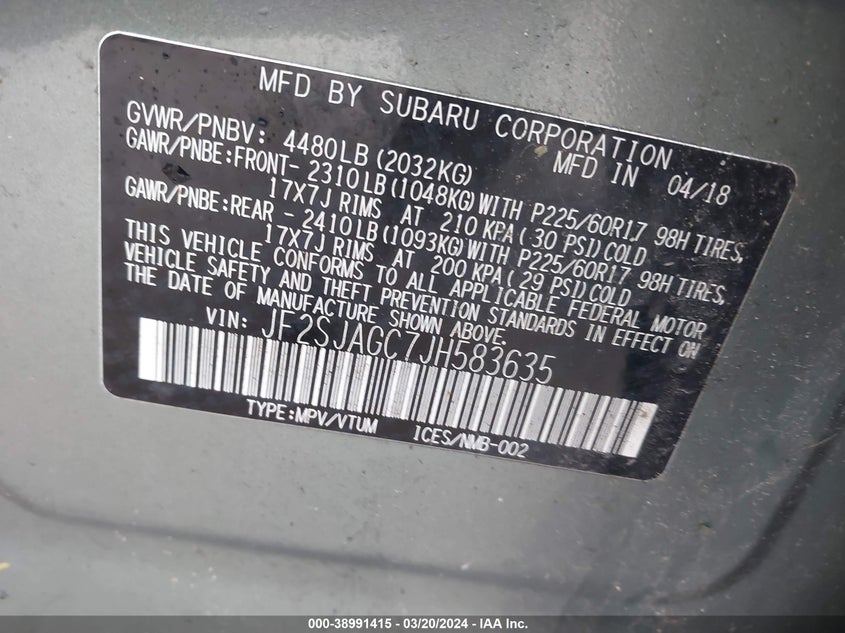 MFD BY SUBARU CORPORATION
MFD IN 04/18
GVWR/PNBV: 4480LB(2032KG)
GAWR/PNBE:FRONT- 2310LB(1048KG)WITH P225/60R17 98H TIRES,
17X7J RIMS AT 210 KPA(30 PSI)COLD
GAWR/PNBE:REAR - 2410LB(1093KG)WITH P225/60R17 98H TIRES,
17X7J RIMS AT 200 KPA(29 PSI)COLD
THIS VEHICLE CONFORMS TO ALL APPLICABLE FEDERAL MOTOR
VEHICLE SAFETY AND THEFT PREVENTION STANDARDS IN EFFECT ON
THE DATE OF MANUFACTURE SHOWN ABOVE.
VIN: JF2SJAGC7JH583635
TYPE:MPV/VTUM ICES/NMB-002
000-38991415 - 03/20/2024 - IAA Inc.